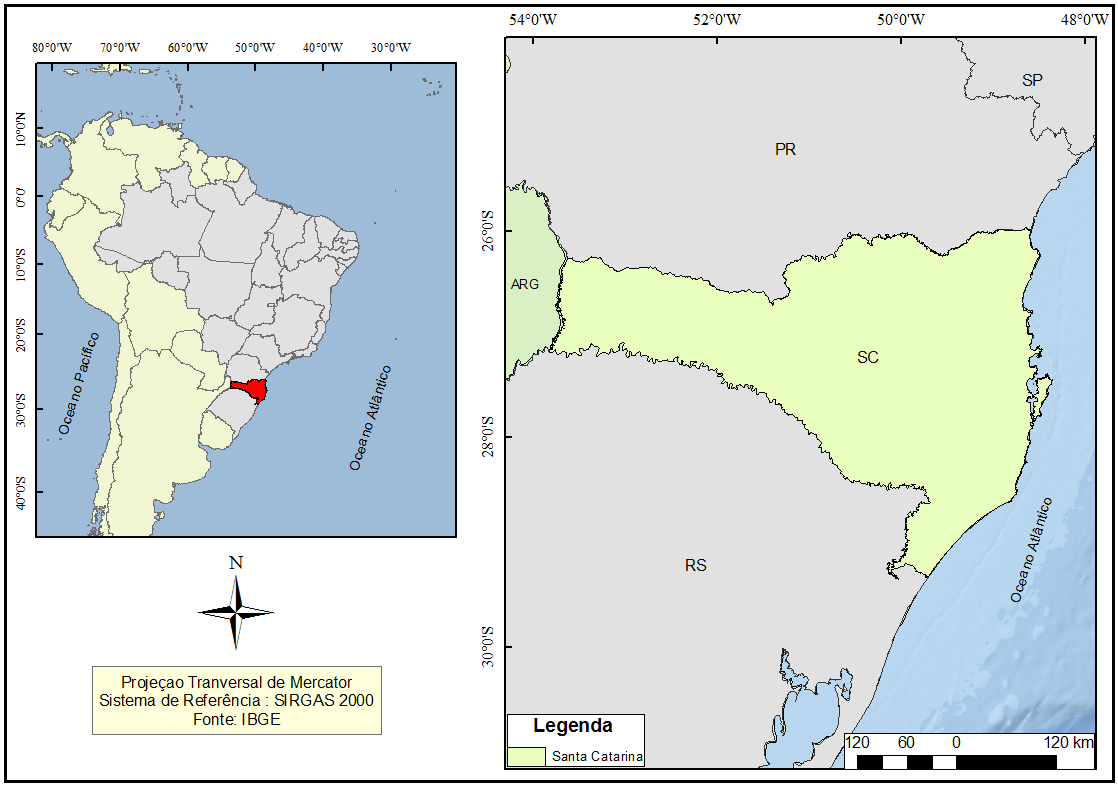 80°0'W 70°0'W 60°0'W 50°0'W 40°0'W 30°0'W
10°0'N
0°0'
10°0'S
20°0'S
30°0'S
40°0'S
Oceano Pacífico
Oceano Atlântico
N
Projeçao Tranversal de Mercator
Sistema de Referência : SIRGAS 2000
Fonte: IBGE
54°0'W 52°0'W 50°0'W 48°0'W
26°0'S
28°0'S
30°0'S
SP
PR
ARG
SC
RS
Oceano Atlântico
Legenda
Santa Catarina
120 60 0 120 km